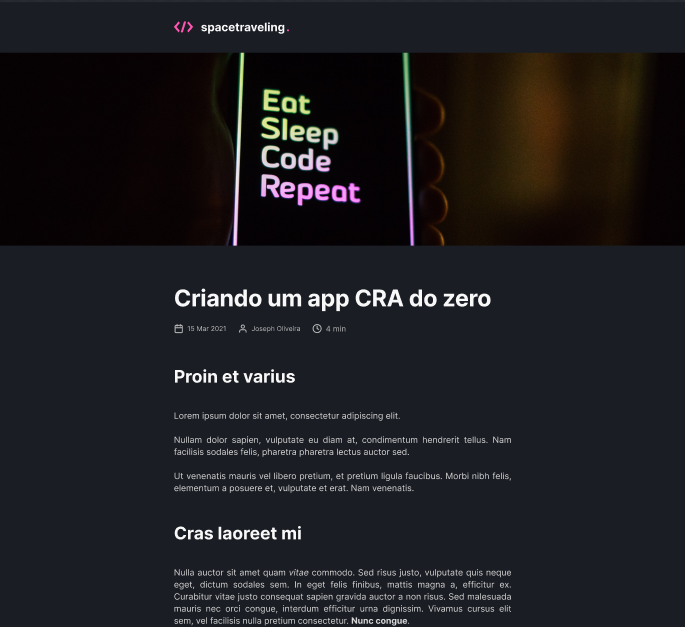 </> spacetraveling.
Eat
Sleep
Code
Repeat
Criando um app CRA do zero
15 Mar 2021 Joseph Oliveira 4 min
Proin et varius
Lorem ipsum dolor sit amet, consectetur adipiscing elit.
Nullam dolor sapien, vulputate eu diam at, condimentum hendrerit tellus. Nam
facilisis sodales felis, pharetra pharetra lectus auctor sed.
Ut venenatis mauris vel libero pretium, et pretium ligula faucibus. Morbi nibh felis,
elementum a posuere et, vulputate et erat. Nam venenatis.
Cras laoreet mi
Nulla auctor sit amet quam vitae commodo. Sed risus justo, vulputate quis neque
eget, dictum sodales sem. In eget felis finibus, mattis magna a, efficitur ex.
Curabitur vitae justo consequat sapien gravida auctor a non risus. Sed malesuada
mauris nec orci congue, interdum efficitur urna dignissim. Vivamus cursus elit
sem, vel facilisis nulla pretium consectetur. Nunc congue.